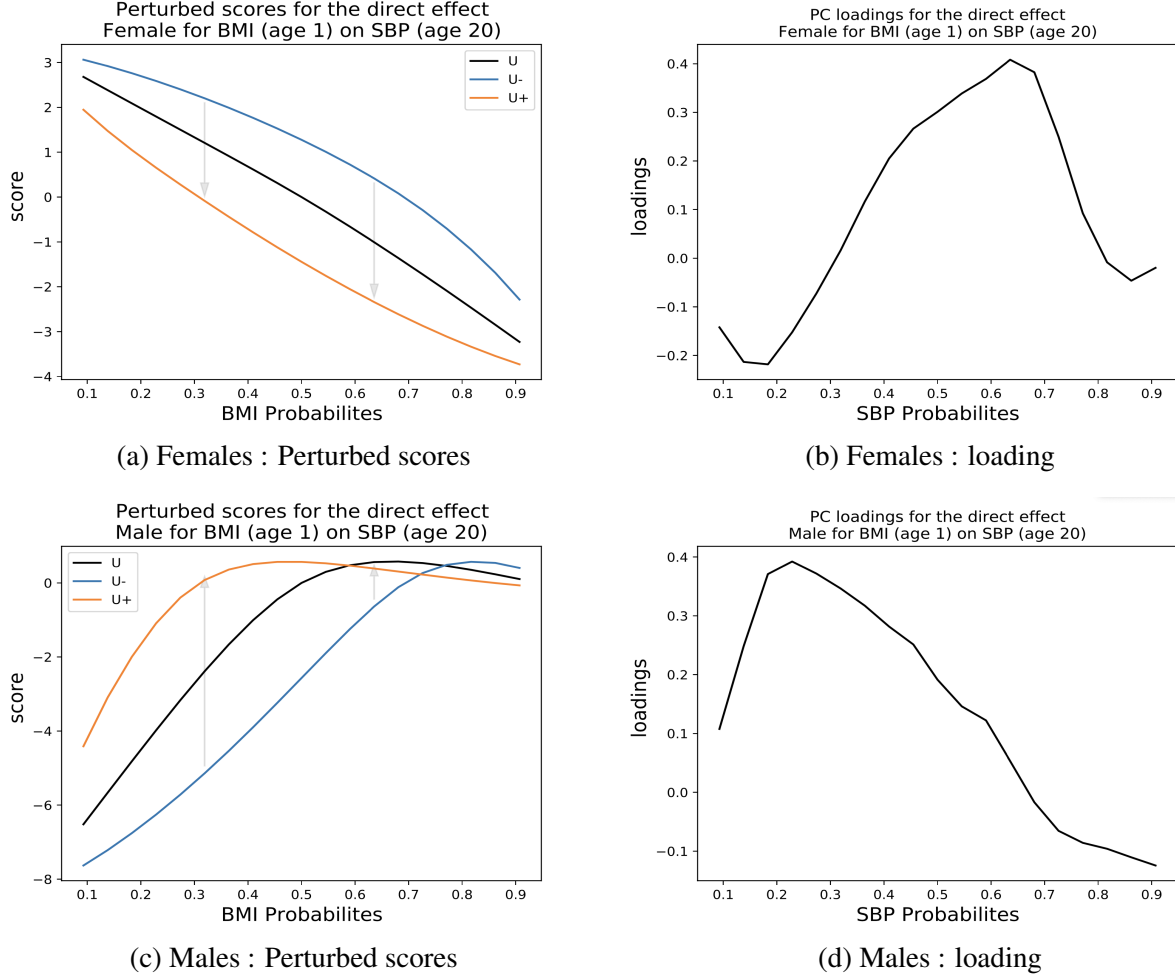 Perturbed scores for the direct effect
Female for BMI (age 1) on SBP (age 20)
3
2
1
0
−1
−2
−3
−4
score
U
U-
U+
0.1 0.2 0.3 0.4 0.5 0.6 0.7 0.8 0.9
BMI Probabilites
(a) Females : Perturbed scores
PC loadings for the direct effect
Female for BMI (age 1) on SBP (age 20)
0.4
0.3
0.2
0.1
0.0
−0.1
−0.2
loadings
0.1 0.2 0.3 0.4 0.5 0.6 0.7 0.8 0.9
SBP Probabilites
(b) Females : loading
Perturbed scores for the direct effect
Male for BMI (age 1) on SBP (age 20)
U
U-
U+
0
−2
−4
−6
−8
score
0.1 0.2 0.3 0.4 0.5 0.6 0.7 0.8 0.9
BMI Probabilites
(c) Males : Perturbed scores
PC loadings for the direct effect
Male for BMI (age 1) on SBP (age 20)
0.4
0.3
0.2
0.1
0.0
−0.1
loadings
0.1 0.2 0.3 0.4 0.5 0.6 0.7 0.8 0.9
SBP Probabilites
(d) Males : loading